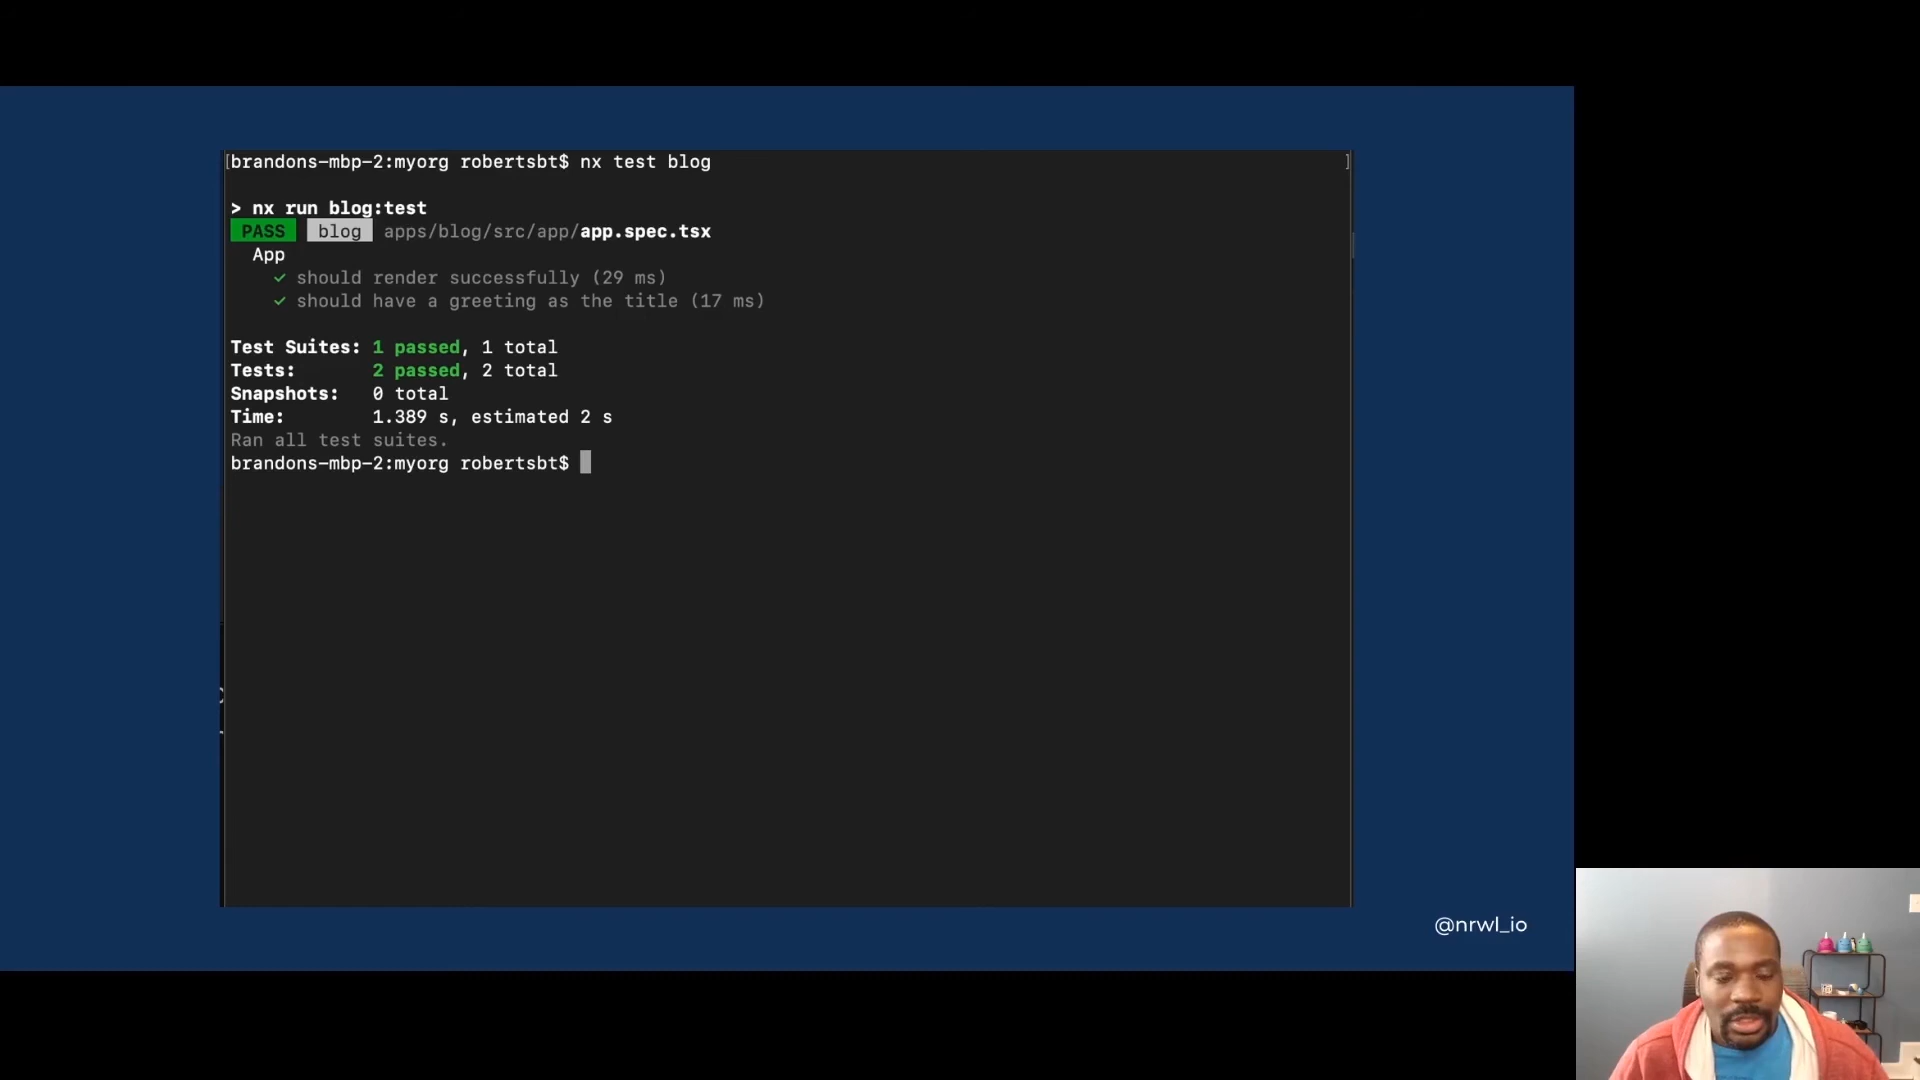 [brandons-mbp-2:myorg robertsbt$ nx test blog ]
> nx run blog:test
PASS blog apps/blog/src/app/app.spec.tsx
App
✓ should render successfully (29 ms)
✓ should have a greeting as the title (17 ms)
Test Suites: 1 passed, 1 total
Tests: 2 passed, 2 total
Snapshots: 0 total
Time: 1.389 s, estimated 2 s
Ran all test suites.
brandons-mbp-2:myorg robertsbt$
@nrwl_io